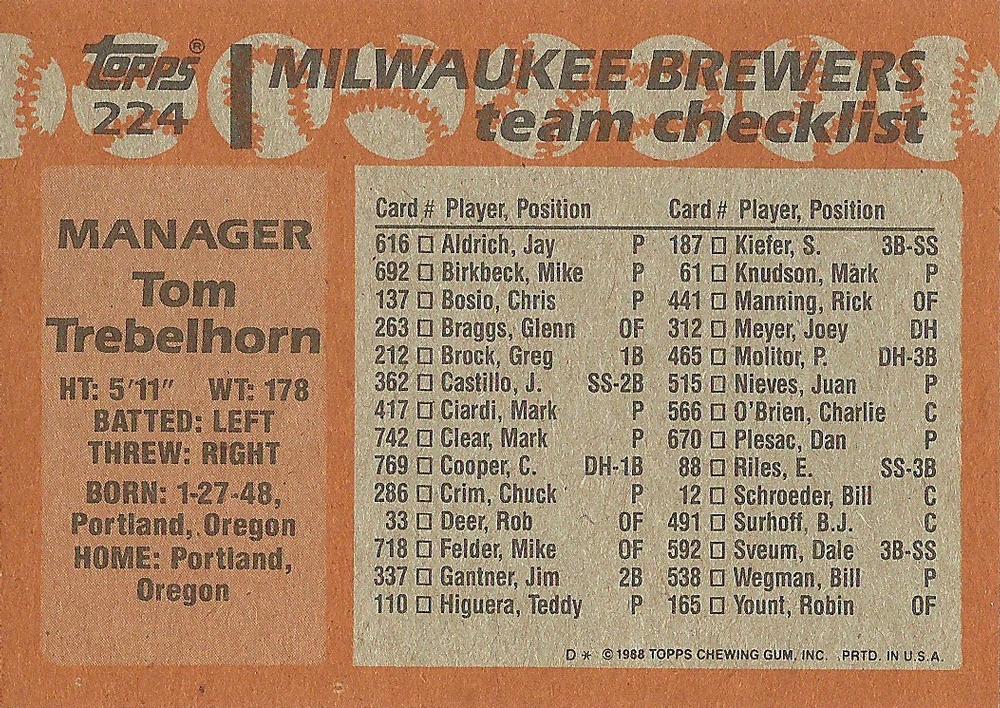 Topps®
224
MILWAUKEE BREWERS
team checklist
MANAGER
Tom
Trebelhorn
HT: 5'11" WT: 178
BATTED: LEFT
THREW: RIGHT
BORN: 1-27-48,
Portland, Oregon
HOME: Portland,
Oregon
Card # Player, Position
616 □ Aldrich, Jay P
692 □ Birkbeck, Mike P
137 □ Bosio, Chris P
263 □ Braggs, Glenn OF
212 □ Brock, Greg 1B
362 □ Castillo, J. SS-2B
417 □ Ciardi, Mark P
742 □ Clear, Mark P
769 □ Cooper, C. DH-1B
286 □ Crim, Chuck P
33 □ Deer, Rob OF
718 □ Felder, Mike OF
337 □ Gantner, Jim 2B
110 □ Higuera, Teddy P
Card # Player, Position
187 □ Kiefer, S. 3B-SS
61 □ Knudson, Mark P
441 □ Manning, Rick OF
312 □ Meyer, Joey DH
465 □ Molitor, P. DH-3B
515 □ Nieves, Juan P
566 □ O'Brien, Charlie C
670 □ Plesac, Dan P
88 □ Riles, E. SS-3B
12 □ Schroeder, Bill C
491 □ Surhoff, B.J. C
592 □ Sveum, Dale 3B-SS
538 □ Wegman, Bill P
165 □ Yount, Robin OF
D * © 1988 TOPPS CHEWING GUM, INC. PRTD. IN U.S.A.